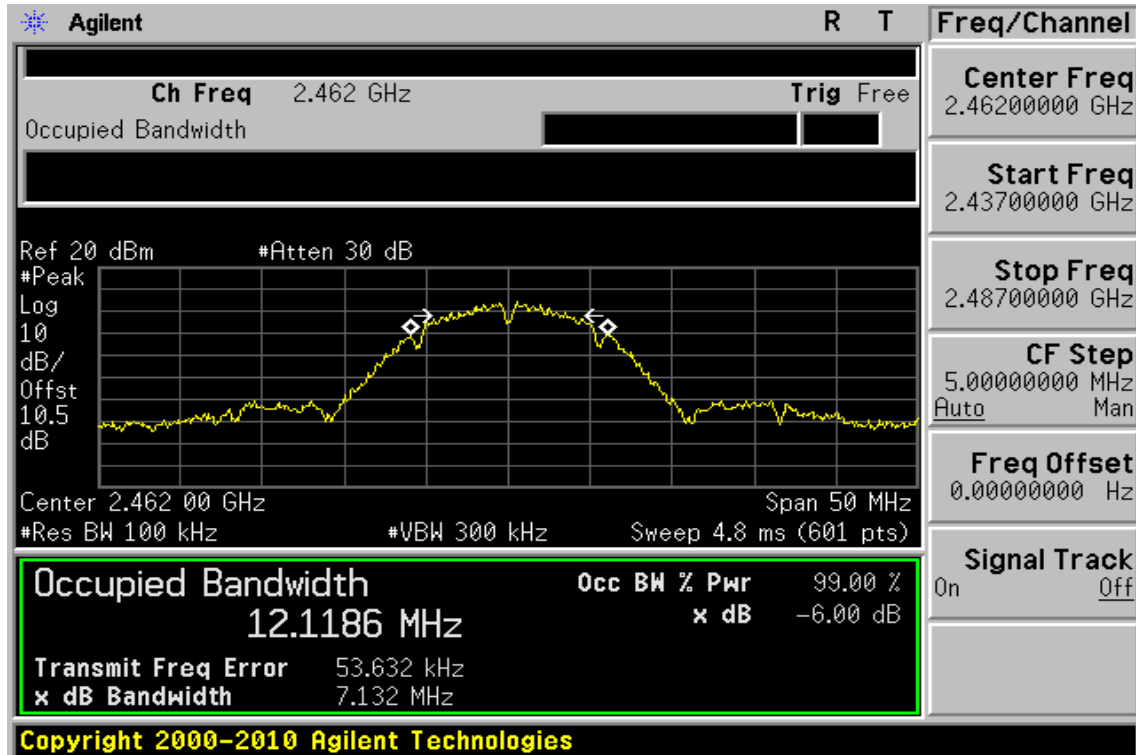 Agilent R T
Freq/Channel
Ch Freq 2.462 GHz Trig Free
Occupied Bandwidth
Center Freq
2.46200000 GHz
Start Freq
2.43700000 GHz
Stop Freq
2.48700000 GHz
CF Step
5.00000000 MHz
Auto Man
Freq Offset
0.00000000 Hz
Signal Track
On Off
Ref 20 dBm #Atten 30 dB
#Peak
Log
10
dB/
Offst
10.5
dB
Center 2.462 00 GHz Span 50 MHz
#Res BW 100 kHz #VBW 300 kHz Sweep 4.8 ms (601 pts)
Occupied Bandwidth Occ BW % Pwr 99.00 %
12.1186 MHz x dB -6.00 dB
Transmit Freq Error 53.632 kHz
x dB Bandwidth 7.132 MHz
Copyright 2000-2010 Agilent Technologies